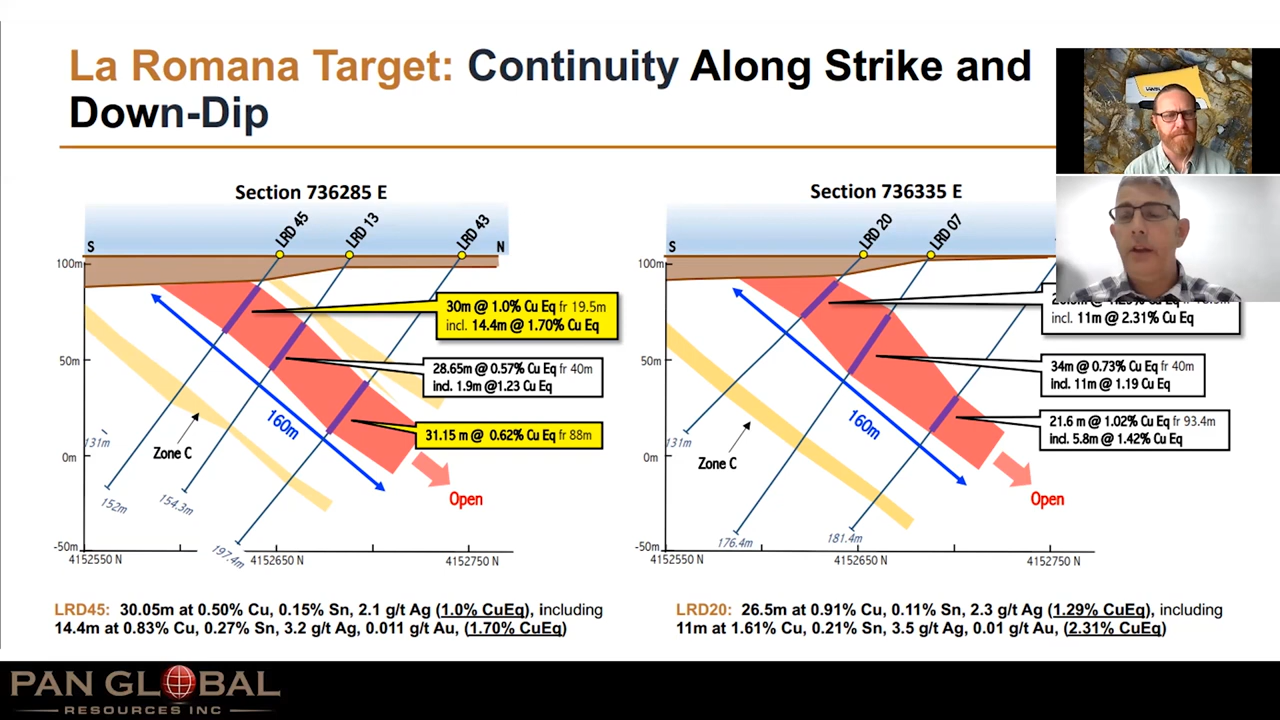 La Romana Target: Continuity Along Strike and
Down-Dip
Section 736285 E
LRD 45
LRD 13
LRD 43
S
N
100m
50m
0m
-50m
30m @ 1.0% Cu Eq fr 19.5m
incl. 14.4m @ 1.70% Cu Eq
28.65m @ 0.57% Cu Eq fr 40m
incl. 1.9m @1.23 Cu Eq
31.15 m @ 0.62% Cu Eq fr 88m
160m
Zone C
Open
131m
152m
154.3m
197.4m
4152550 N
4152650 N
4152750 N
Section 736335 E
LRD 20
LRD 07
S
100m
50m
0m
-50m
incl. 11m @ 2.31% Cu Eq
34m @ 0.73% Cu Eq fr 40m
incl. 11m @ 1.19 Cu Eq
21.6 m @ 1.02% Cu Eq fr 93.4m
incl. 5.8m @ 1.42% Cu Eq
160m
Zone C
Open
131m
176.4m
181.4m
4152550 N
4152650 N
4152750 N
LRD45: 30.05m at 0.50% Cu, 0.15% Sn, 2.1 g/t Ag (1.0% CuEq), including
14.4m at 0.83% Cu, 0.27% Sn, 3.2 g/t Ag, 0.011 g/t Au, (1.70% CuEq)
LRD20: 26.5m at 0.91% Cu, 0.11% Sn, 2.3 g/t Ag (1.29% CuEq), including
11m at 1.61% Cu, 0.21% Sn, 3.5 g/t Ag, 0.01 g/t Au, (2.31% CuEq)
PAN GLOBAL
RESOURCES INC